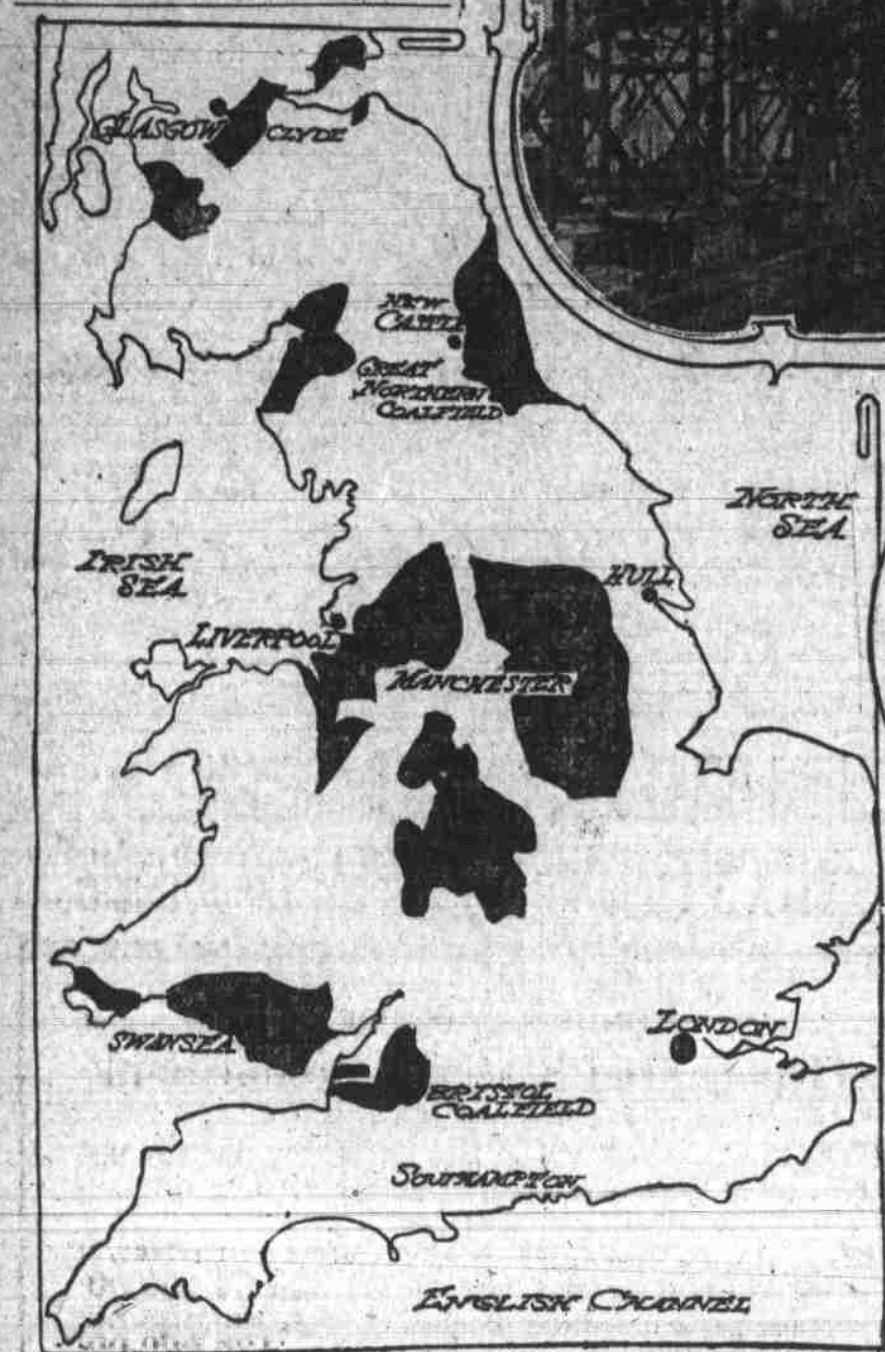 GLASGOW
CLYDE
NEW
CASTLE
GREAT
NORTHERN
COALFIELD
NORTH
SEA
IRISH
SEA
HULL
LIVERPOOL
MANCHESTER
SWANSEA
LONDON
BRISTOL
COALFIELD
SOUTHAMPTON
ENGLISH CHANNEL